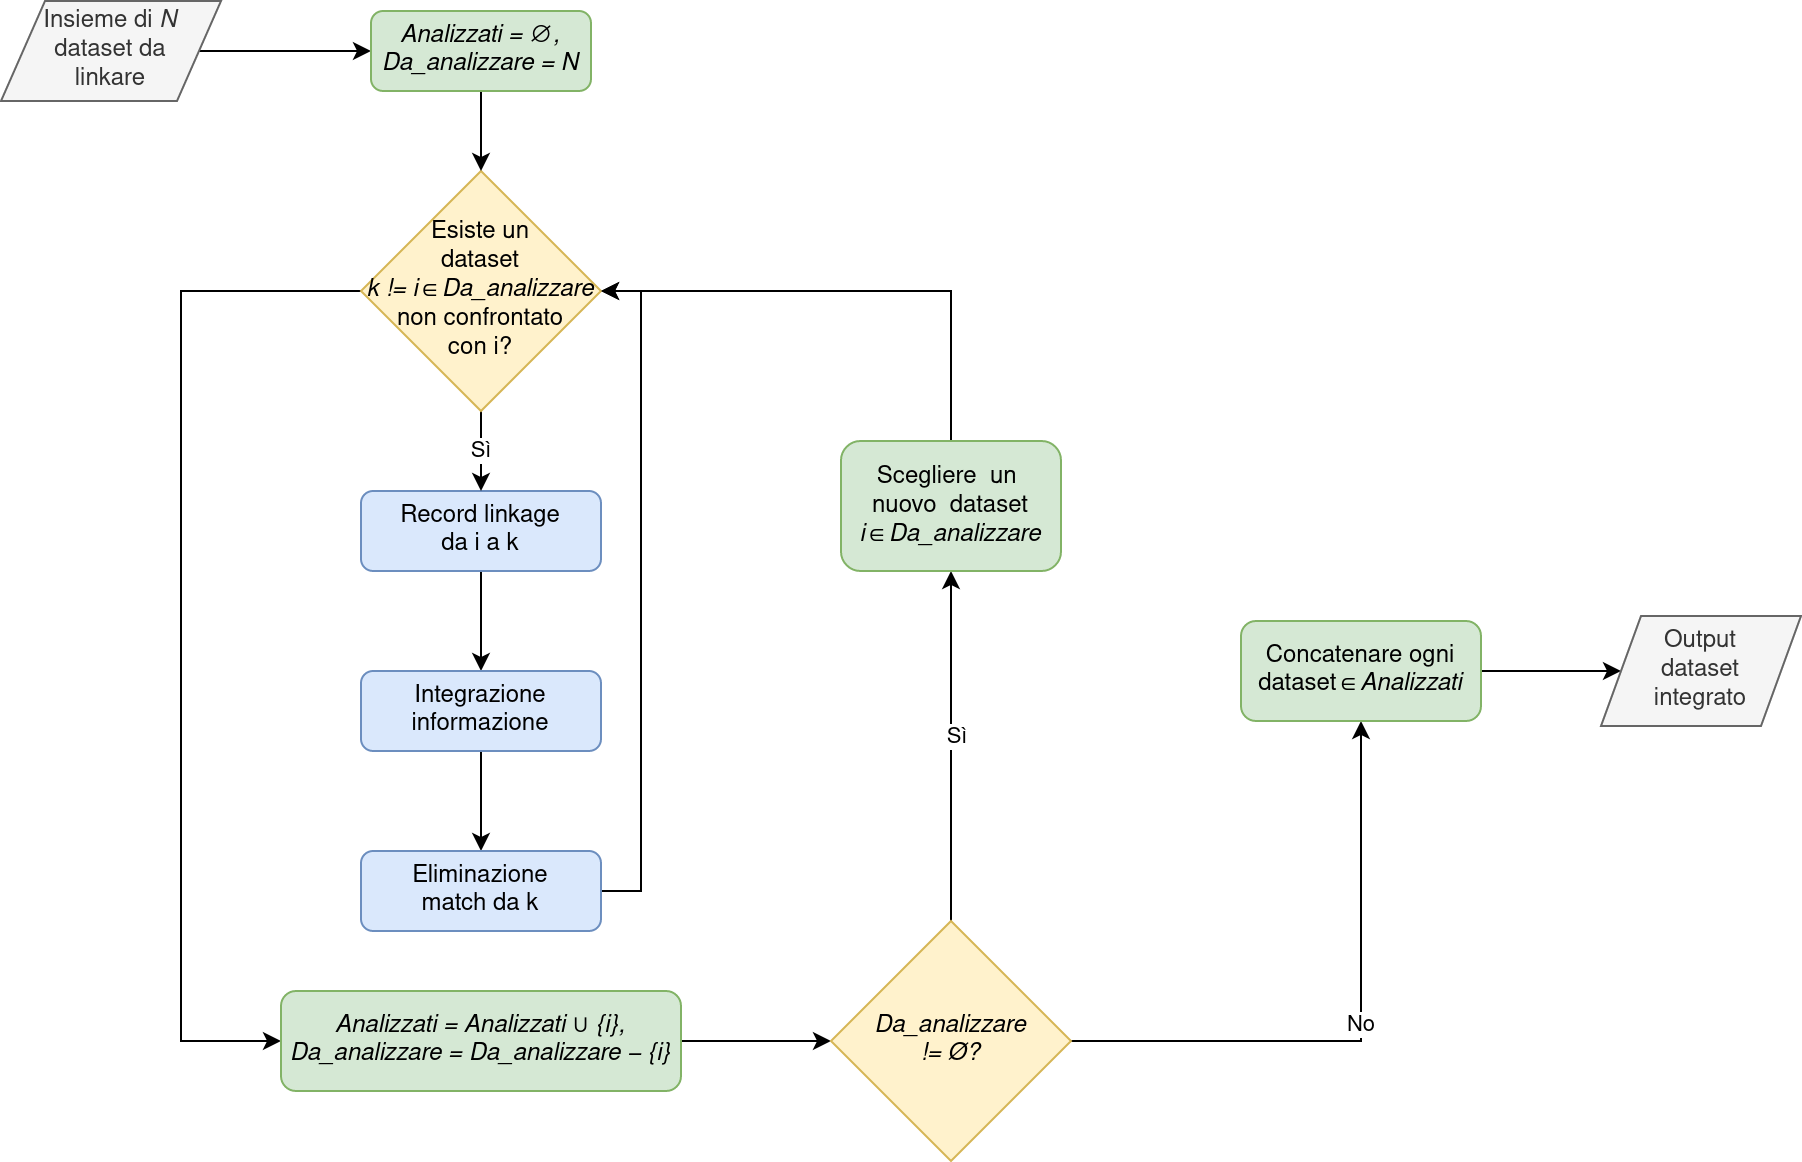 Insieme di N
dataset da
linkare
Analizzati = ∅,
Da_analizzare = N
Esiste un
dataset
k != i ∈ Da_analizzare
non confrontato
con i?
Sì
Record linkage
da i a k
Integrazione
informazione
Eliminazione
match da k
Analizzati = Analizzati ∪ {i},
Da_analizzare = Da_analizzare − {i}
Da_analizzare
!= Ø?
Sì
Scegliere un
nuovo dataset
i ∈ Da_analizzare
No
Concatenare ogni
dataset ∈ Analizzati
Output
dataset
integrato